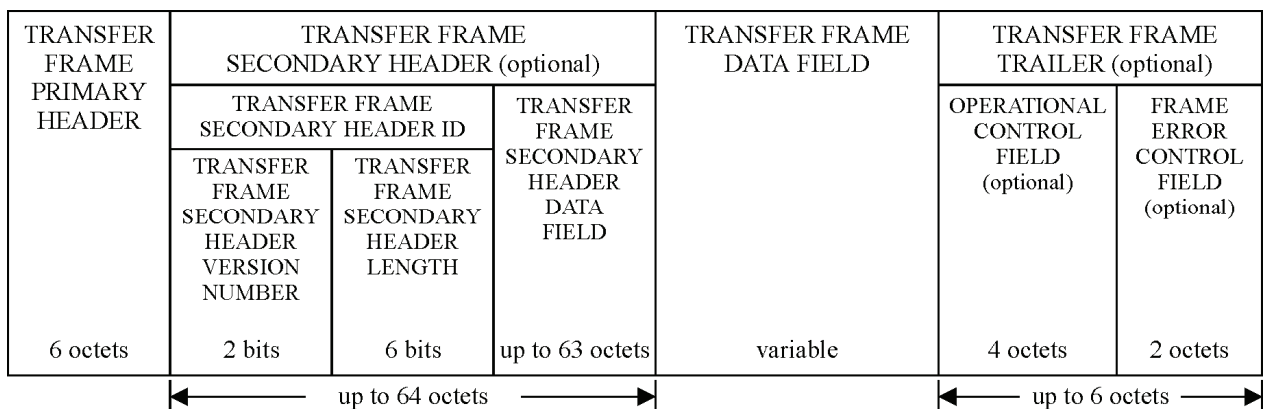 TRANSFER
FRAME
PRIMARY
HEADER
6 octets
TRANSFER FRAME
SECONDARY HEADER (optional)
TRANSFER FRAME
SECONDARY HEADER ID
TRANSFER
FRAME
SECONDARY
HEADER
VERSION
NUMBER
2 bits
TRANSFER
FRAME
SECONDARY
HEADER
LENGTH
6 bits
TRANSFER
FRAME
SECONDARY
HEADER
DATA
FIELD
up to 63 octets
up to 64 octets
TRANSFER FRAME
DATA FIELD
variable
TRANSFER FRAME
TRAILER (optional)
OPERATIONAL
CONTROL
FIELD
(optional)
4 octets
FRAME
ERROR
CONTROL
FIELD
(optional)
2 octets
up to 6 octets